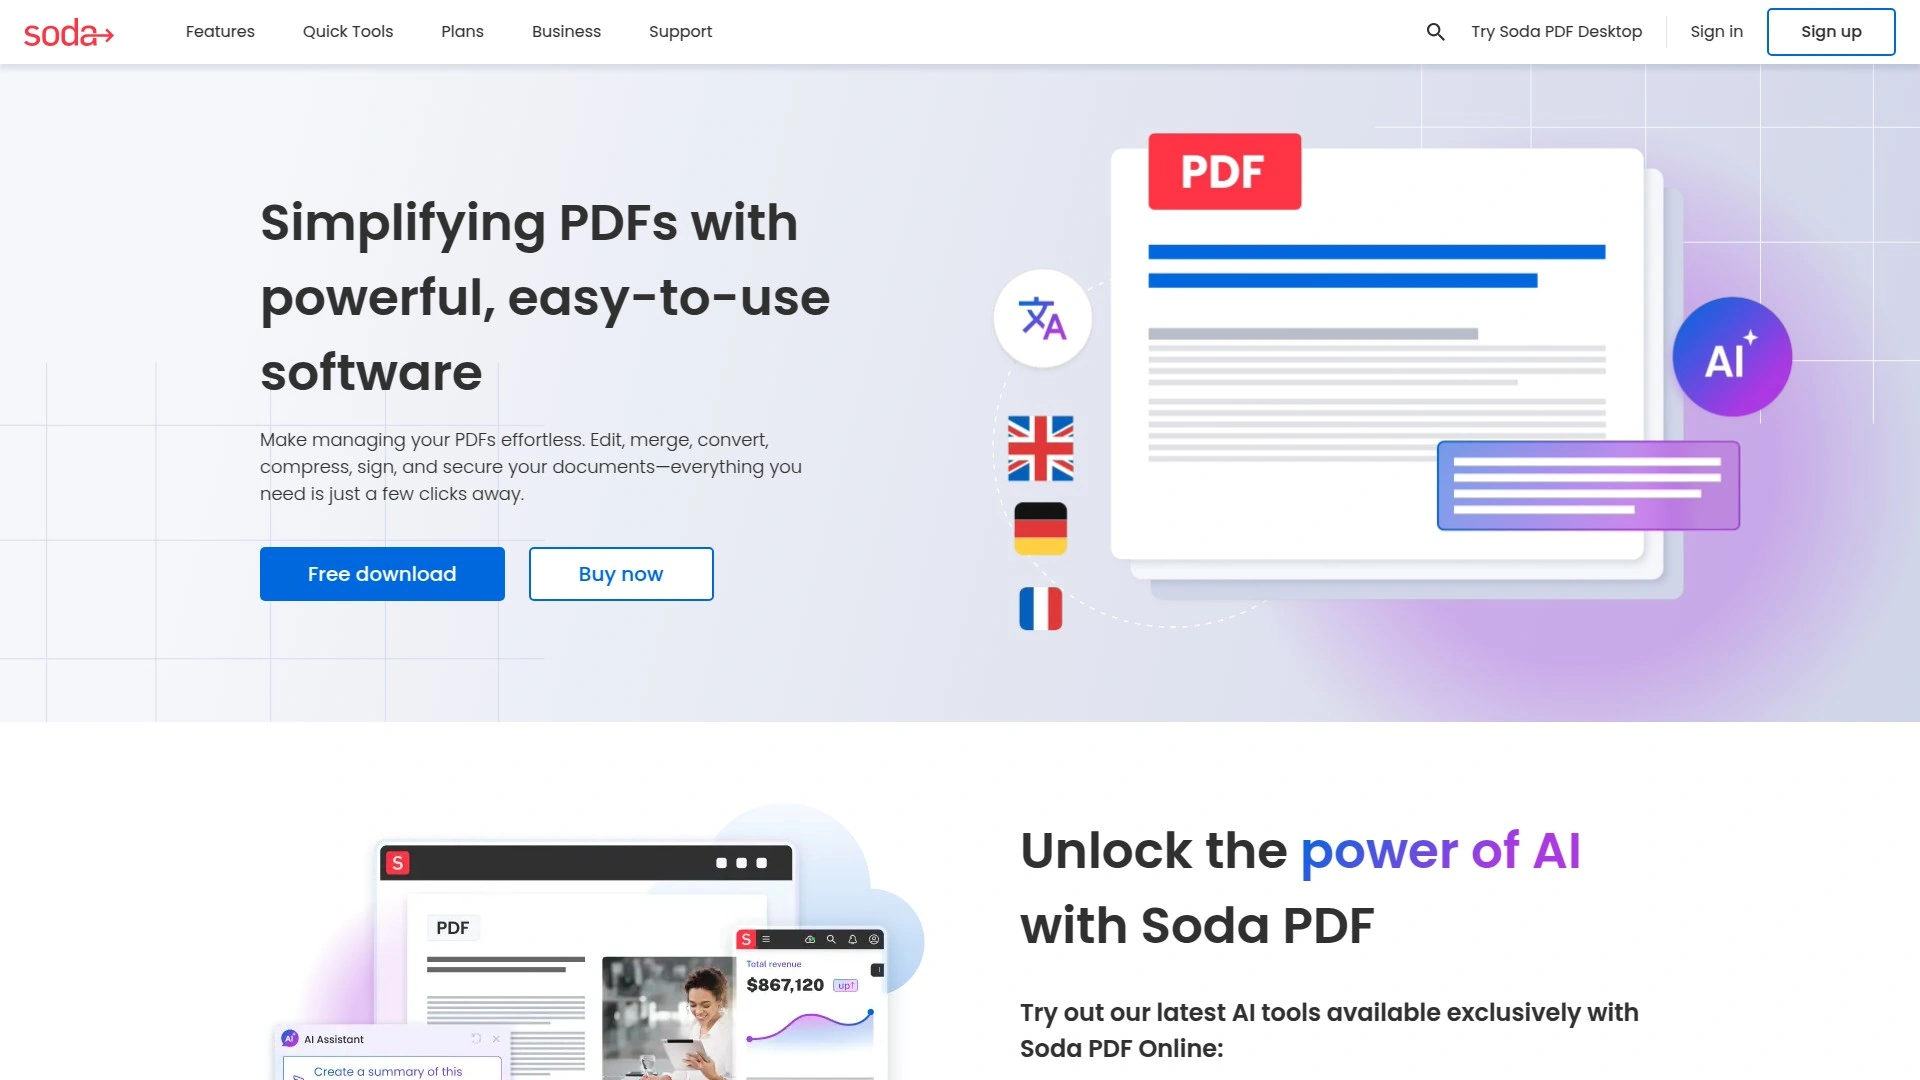 soda
Features
Quick Tools
Plans
Business
Support
Try Soda PDF Desktop
Sign in
Sign up
Simplifying PDFs with
powerful, easy-to-use
software
Make managing your PDFs effortless. Edit, merge, convert,
compress, sign, and secure your documents—everything you
need is just a few clicks away.
Free download
Buy now
PDF
文A
AI
S
PDF
S
Total revenue
$867,120
up↑
AI
AI Assistant
Create a summary of this
Unlock the power of AI
with Soda PDF
Try out our latest AI tools available exclusively with
Soda PDF Online: